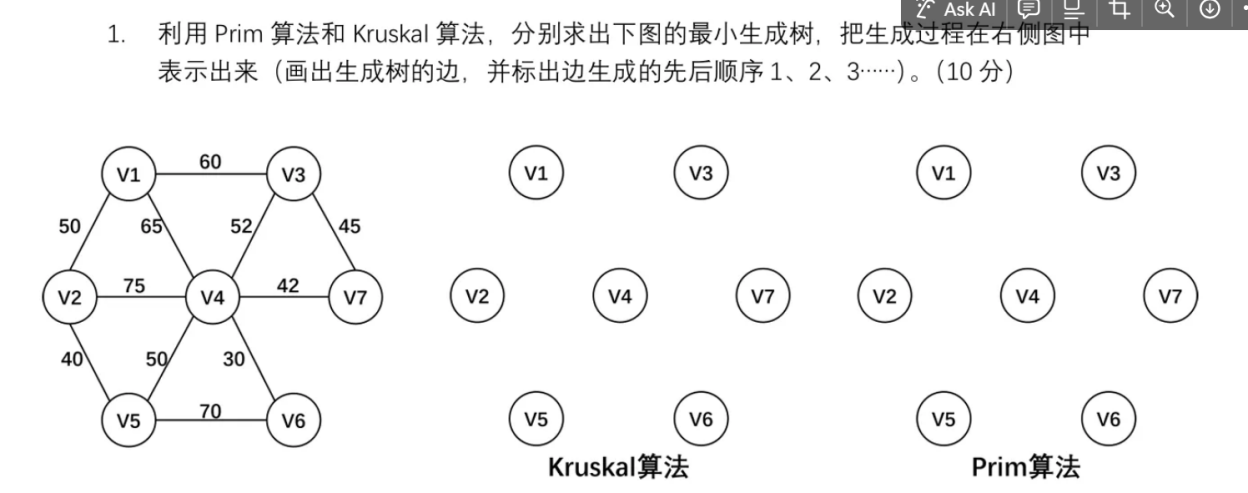 Ask AI
1. 利用 Prim 算法和 Kruskal 算法，分别求出下图的最小生成树，把生成过程在右侧图中
表示出来（画出生成树的边，并标出边生成的先后顺序 1、2、3……）。（10 分）
V1 60 V3 V1 V3 V1 V3
50 65 52 45
V2 75 V4 42 V7 V2 V4 V7 V2 V4 V7
40 50 30
V5 70 V6 V5 V6 V5 V6
Kruskal算法 Prim算法